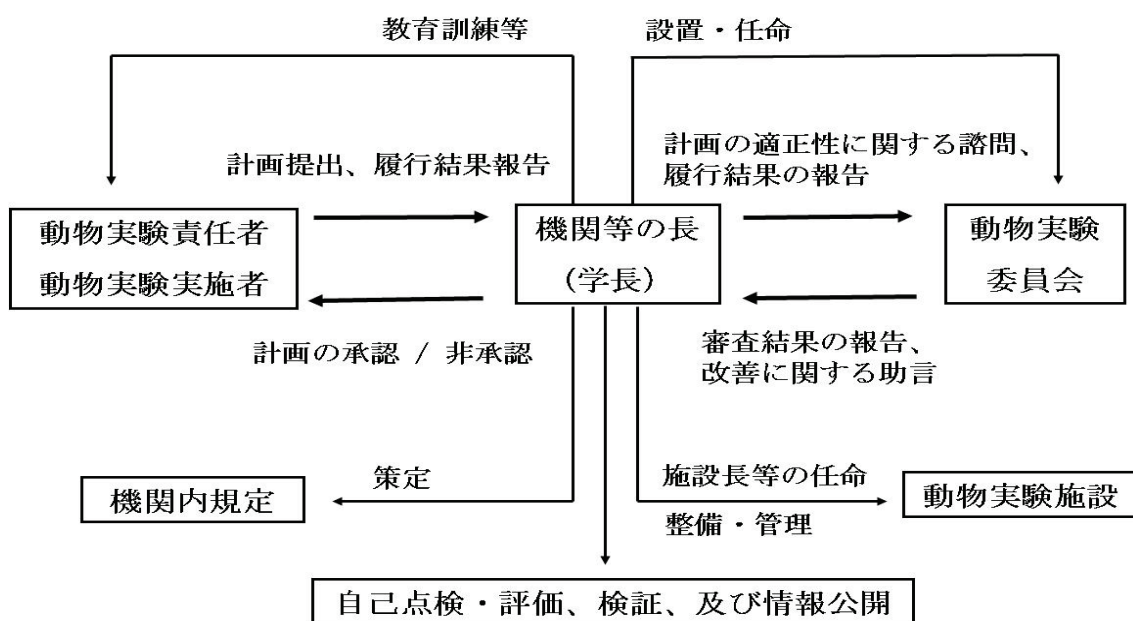 教育訓練等
設置・任命
計画提出、履行結果報告
計画の適正性に関する諮問、
履行結果の報告
動物実験責任者
動物実験実施者
機関等の長
(学長)
動物実験
委員会
計画の承認 / 非承認
審査結果の報告、
改善に関する助言
機関内規定
策定
施設長等の任命
整備・管理
動物実験施設
自己点検・評価、検証、及び情報公開